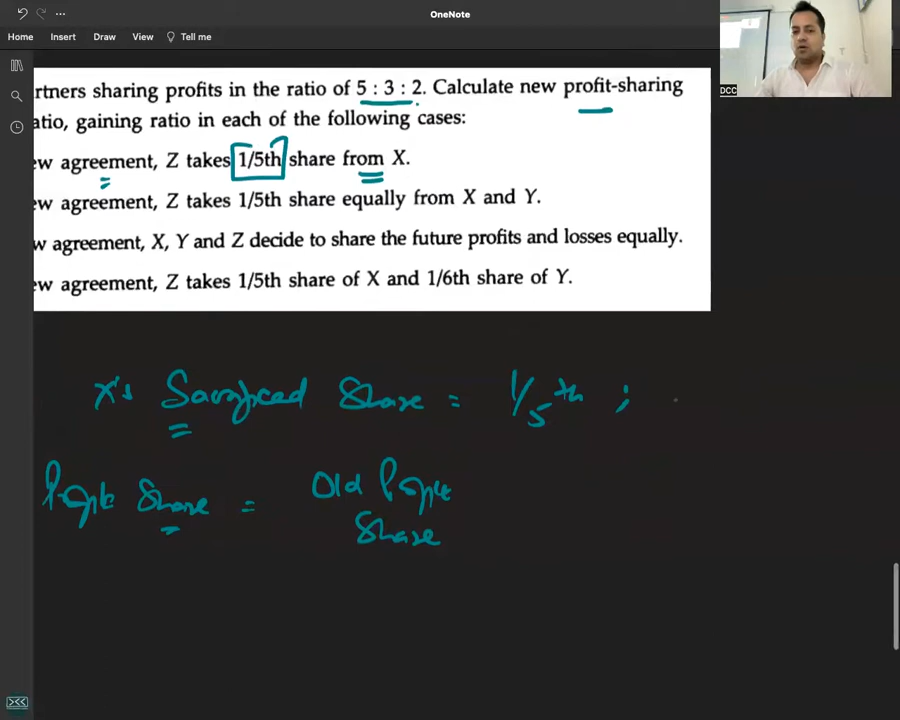 OneNote
Home Insert Draw View Tell me
DCC
rtners sharing profits in the ratio of 5 : 3 : 2. Calculate new profit-sharing
atio, gaining ratio in each of the following cases:
ew agreement, Z takes 1/5th share from X.
ew agreement, Z takes 1/5th share equally from X and Y.
w agreement, X, Y and Z decide to share the future profits and losses equally.
ew agreement, Z takes 1/5th share of X and 1/6th share of Y.
X's Sacrificed Share = 1/5th ;
Profit Share = Old Profit
Share